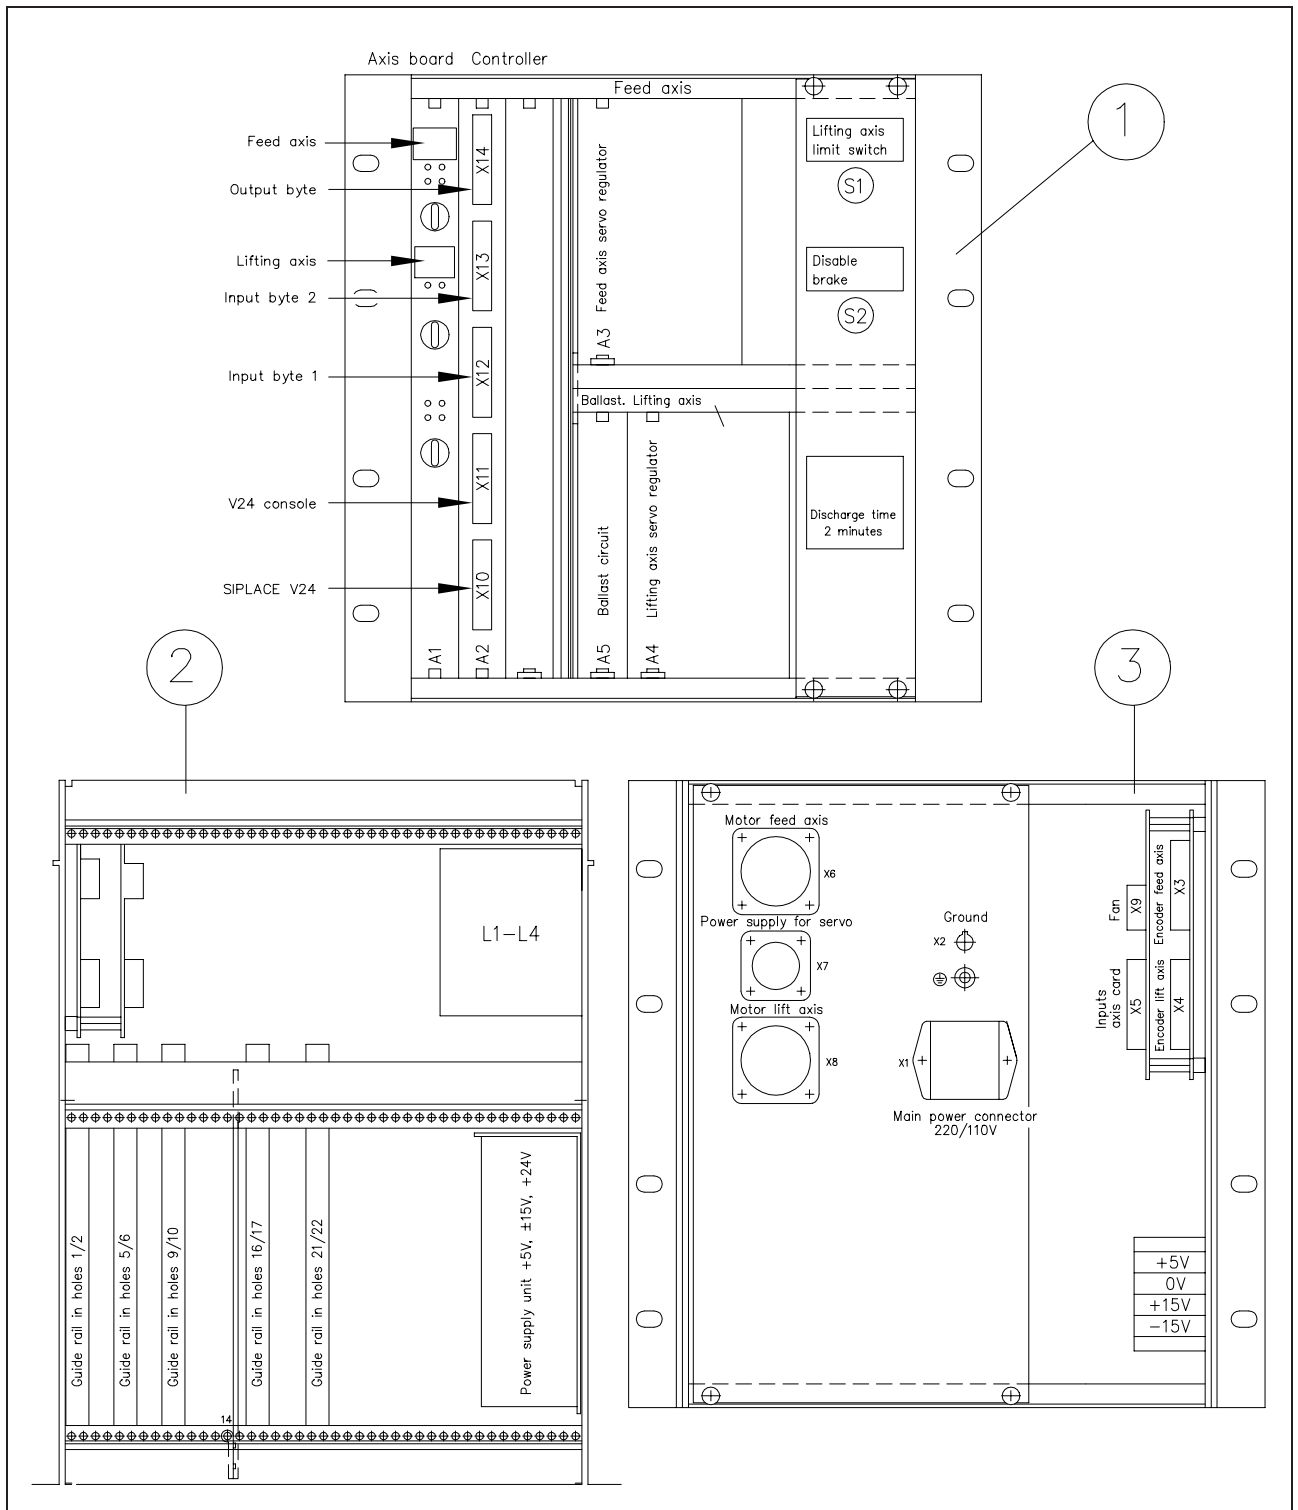 Axis board Controller
Feed axis
1
Feed axis
Output byte
Lifting axis
Input byte 2
Input byte 1
V24 console
SIPLACE V24
X14
X13
X12
X11
X10
A1
A2
A3 Feed axis servo regulator
Ballast. Lifting axis
A5 Ballast circuit
A4 Lifting axis servo regulator
Lifting axis
limit switch
S1
Disable
brake
S2
Discharge time
2 minutes
2
L1-L4
Guide rail in holes 1/2
Guide rail in holes 5/6
Guide rail in holes 9/10
Guide rail in holes 16/17
Guide rail in holes 21/22
Power supply unit +5V, ±15V, +24V
14
3
Motor feed axis
X6
Power supply for servo
X7
Motor lift axis
X8
Ground
X2
X1
Main power connector
220/110V
Fan
X9
Encoder feed axis
X3
Inputs
axis card
X5
Encoder lift axis
X4
+5V
0V
+15V
-15V